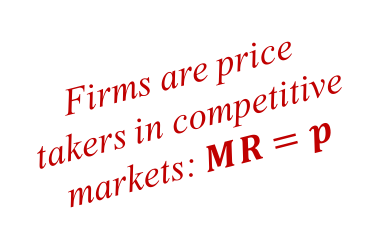 Firms are price
takers in competitive
markets: MR = p